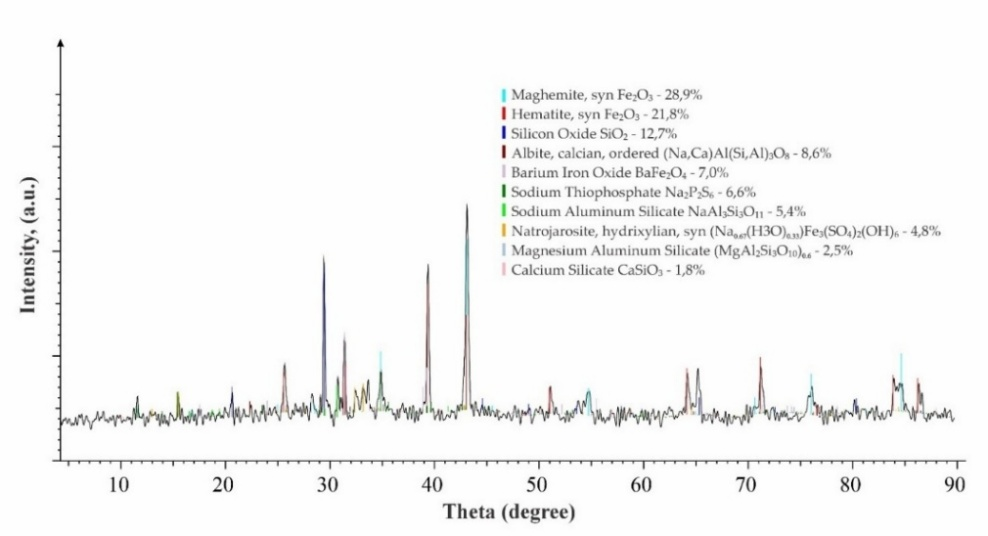 Maghemite, syn Fe₂O₃ - 28,9%
Hematite, syn Fe₂O₃ - 21,8%
Silicon Oxide SiO₂ - 12,7%
Albite, calcian, ordered (Na,Ca)Al(Si,Al)₃O₈ - 8,6%
Barium Iron Oxide BaFe₂O₄ - 7,0%
Sodium Thiophosphate Na₂P₂S₆ - 6,6%
Sodium Aluminum Silicate NaAl₃Si₃O₁₁ - 5,4%
Natrojarosite, hydrixylian, syn (Na₀.₆₇(H3O)₀.₃₃)Fe₃(SO₄)₂(OH)₆ - 4,8%
Magnesium Aluminum Silicate (MgAl₂Si₃O₁₀)₀.₆ - 2,5%
Calcium Silicate CaSiO₃ - 1,8%
Intensity, (a.u.)
10 20 30 40 50 60 70 80 90
Theta (degree)